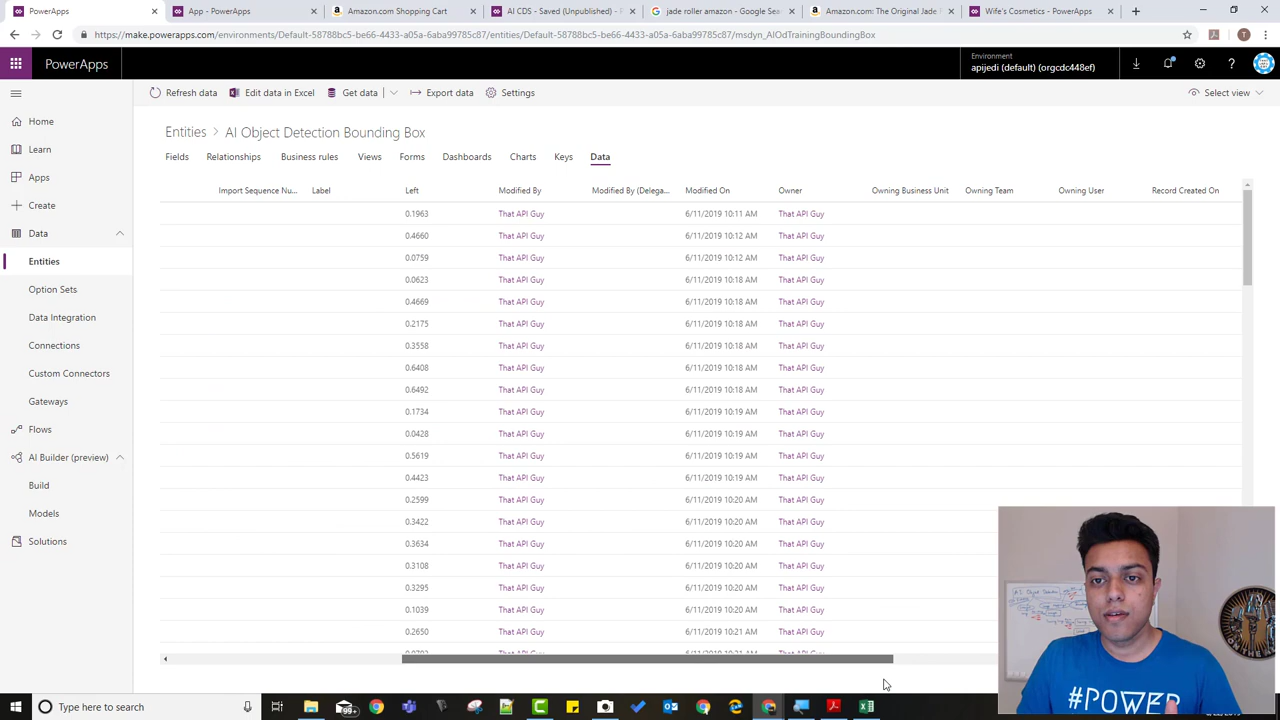 PowerApps
App - PowerApps
Amazon.com Shopping Cart
AI CDS - Saved (Unpublished) - P
jade roller amazon - Google Sea
Amazon.com: The Original Jade R
Wife's Cosmetics - PowerApps
https://make.powerapps.com/environments/Default-58788bc5-be66-4433-a05a-6aba99735c87/entities/Default-58788bc5-be66-4433-a05a-6aba99735c87/msdyn_AIOdTrainingBoundingBox
PowerApps
Environment
apijedi (default) (orgcdc448ef)
Refresh data
Edit data in Excel
Get data
Export data
Settings
Select view
Home
Learn
Apps
Create
Data
Entities
Option Sets
Data Integration
Connections
Custom Connectors
Gateways
Flows
AI Builder (preview)
Build
Models
Solutions
Entities > AI Object Detection Bounding Box
Fields Relationships Business rules Views Forms Dashboards Charts Keys Data
Import Sequence Nu... Label Left Modified By Modified By (Delega... Modified On Owner Owning Business Unit Owning Team Owning User Record Created On
0.1963 That API Guy 6/11/2019 10:11 AM That API Guy
0.4660 That API Guy 6/11/2019 10:12 AM That API Guy
0.0759 That API Guy 6/11/2019 10:12 AM That API Guy
0.0623 That API Guy 6/11/2019 10:18 AM That API Guy
0.4669 That API Guy 6/11/2019 10:18 AM That API Guy
0.2175 That API Guy 6/11/2019 10:18 AM That API Guy
0.3558 That API Guy 6/11/2019 10:18 AM That API Guy
0.6408 That API Guy 6/11/2019 10:18 AM That API Guy
0.6492 That API Guy 6/11/2019 10:18 AM That API Guy
0.1734 That API Guy 6/11/2019 10:19 AM That API Guy
0.0428 That API Guy 6/11/2019 10:19 AM That API Guy
0.5619 That API Guy 6/11/2019 10:19 AM That API Guy
0.4423 That API Guy 6/11/2019 10:19 AM That API Guy
0.2599 That API Guy 6/11/2019 10:20 AM That API Guy
0.3422 That API Guy 6/11/2019 10:20 AM That API Guy
0.3634 That API Guy 6/11/2019 10:20 AM That API Guy
0.3108 That API Guy 6/11/2019 10:20 AM That API Guy
0.3295 That API Guy 6/11/2019 10:20 AM That API Guy
0.1039 That API Guy 6/11/2019 10:20 AM That API Guy
0.2650 That API Guy 6/11/2019 10:21 AM That API Guy
#POWER
Type here to search
99+